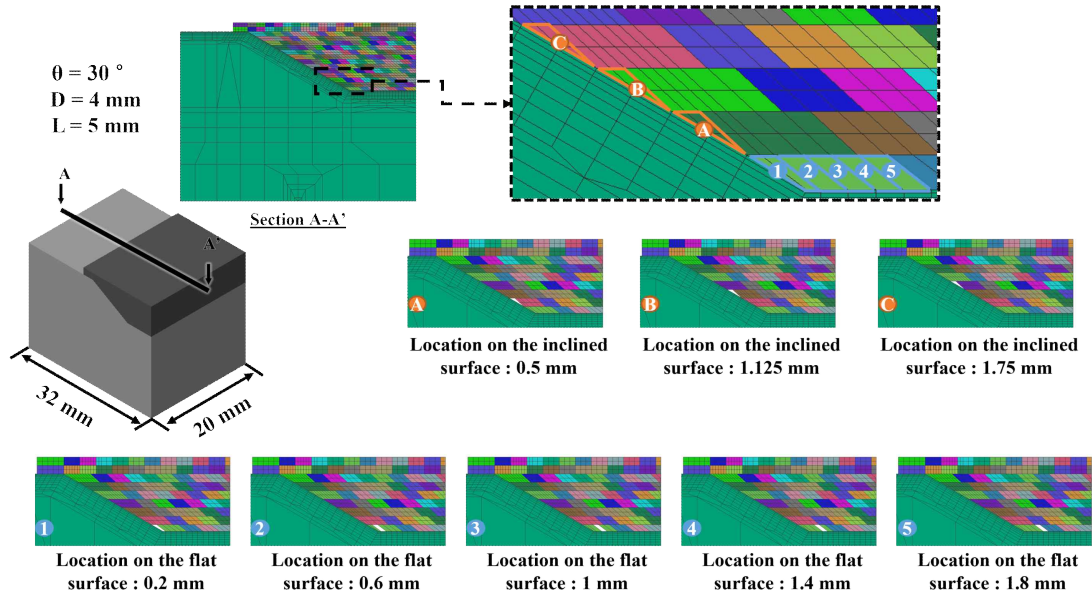 θ = 30 °
D = 4 mm
L = 5 mm
Section A-A'
C
B
A
1 2 3 4 5
A
A'
32 mm
20 mm
A
B
C
Location on the inclined
surface : 0.5 mm
Location on the inclined
surface : 1.125 mm
Location on the inclined
surface : 1.75 mm
1
2
3
4
5
Location on the flat
surface : 0.2 mm
Location on the flat
surface : 0.6 mm
Location on the flat
surface : 1 mm
Location on the flat
surface : 1.4 mm
Location on the flat
surface : 1.8 mm